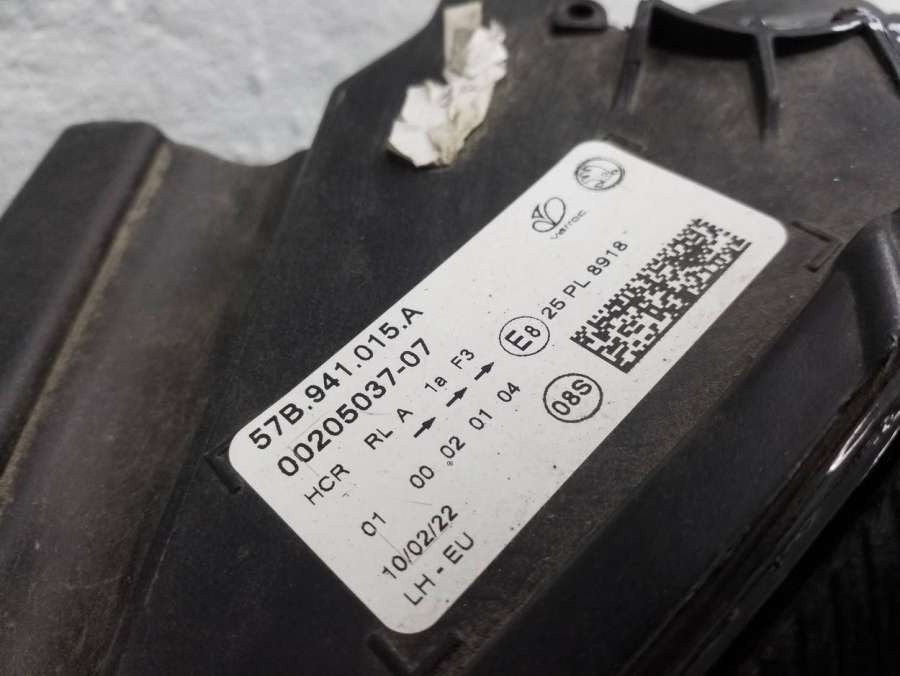 57B.941.015.A
00205037-07
HCR RL A 1a F3
01 00 02 01 04
10/02/22
LH - EU
E8
25 PL 8918
08S
varroc